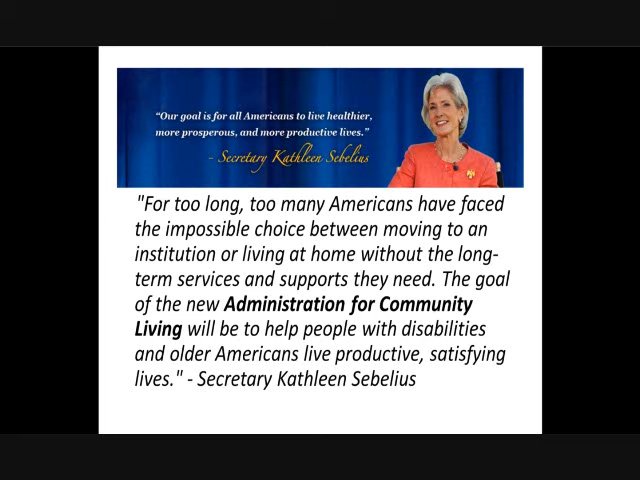 “Our goal is for all Americans to live healthier,
more prosperous, and more productive lives.”
- Secretary Kathleen Sebelius
"For too long, too many Americans have faced
the impossible choice between moving to an
institution or living at home without the long-
term services and supports they need. The goal
of the new Administration for Community
Living will be to help people with disabilities
and older Americans live productive, satisfying
lives." - Secretary Kathleen Sebelius